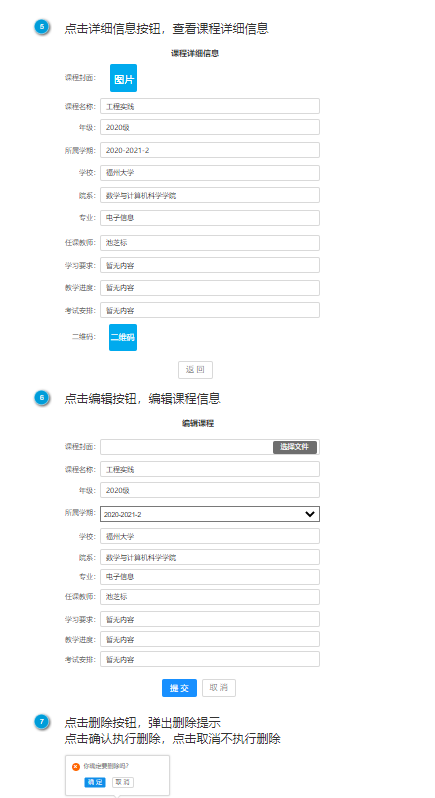 5 点击详细信息按钮，查看课程详细信息
课程详细信息
课程封面： 图片
课程名称： 工程实践
年级： 2020级
所属学期： 2020-2021-2
学校： 福州大学
院系： 数学与计算机科学学院
专业： 电子信息
任课教师： 池芝标
学习要求： 暂无内容
教学进度： 暂无内容
考试安排： 暂无内容
二维码： 二维码
返 回
6 点击编辑按钮，编辑课程信息
编辑课程
课程封面： 选择文件
课程名称： 工程实践
年级： 2020级
所属学期： 2020-2021-2
学校： 福州大学
院系： 数学与计算机科学学院
专业： 电子信息
任课教师： 池芝标
学习要求： 暂无内容
教学进度： 暂无内容
考试安排： 暂无内容
提 交 取 消
7 点击删除按钮，弹出删除提示
点击确认执行删除，点击取消不执行删除
你确定要删除吗？
确 定 取 消